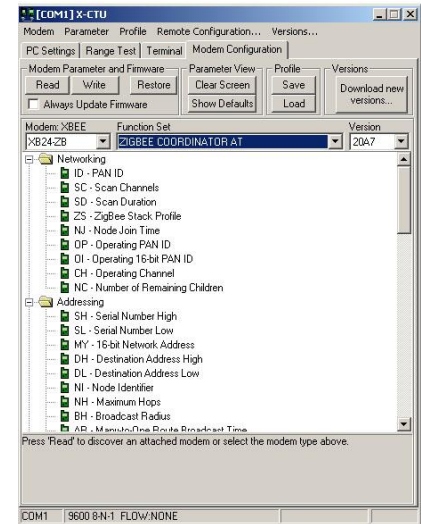 [COM1] X-CTU
Modem Parameter Profile Remote Configuration... Versions...
PC Settings Range Test Terminal Modem Configuration
Modem Parameter and Firmware Parameter View Profile Versions
Read Write Restore Clear Screen Save Download new versions...
Always Update Firmware Show Defaults Load
Modem: XBEE Function Set Version
XB24-ZB ZIGBEE COORDINATOR AT 20A7
Networking
ID - PAN ID
SC - Scan Channels
SD - Scan Duration
ZS - ZigBee Stack Profile
NJ - Node Join Time
OP - Operating PAN ID
OI - Operating 16-bit PAN ID
CH - Operating Channel
NC - Number of Remaining Children
Addressing
SH - Serial Number High
SL - Serial Number Low
MY - 16-bit Network Address
DH - Destination Address High
DL - Destination Address Low
NI - Node Identifier
NH - Maximum Hops
BH - Broadcast Radius
AR - Many-to-One Route Broadcast Time
Press 'Read' to discover an attached modem or select the modem type above.
COM1 9600 8-N-1 FLOW:NONE